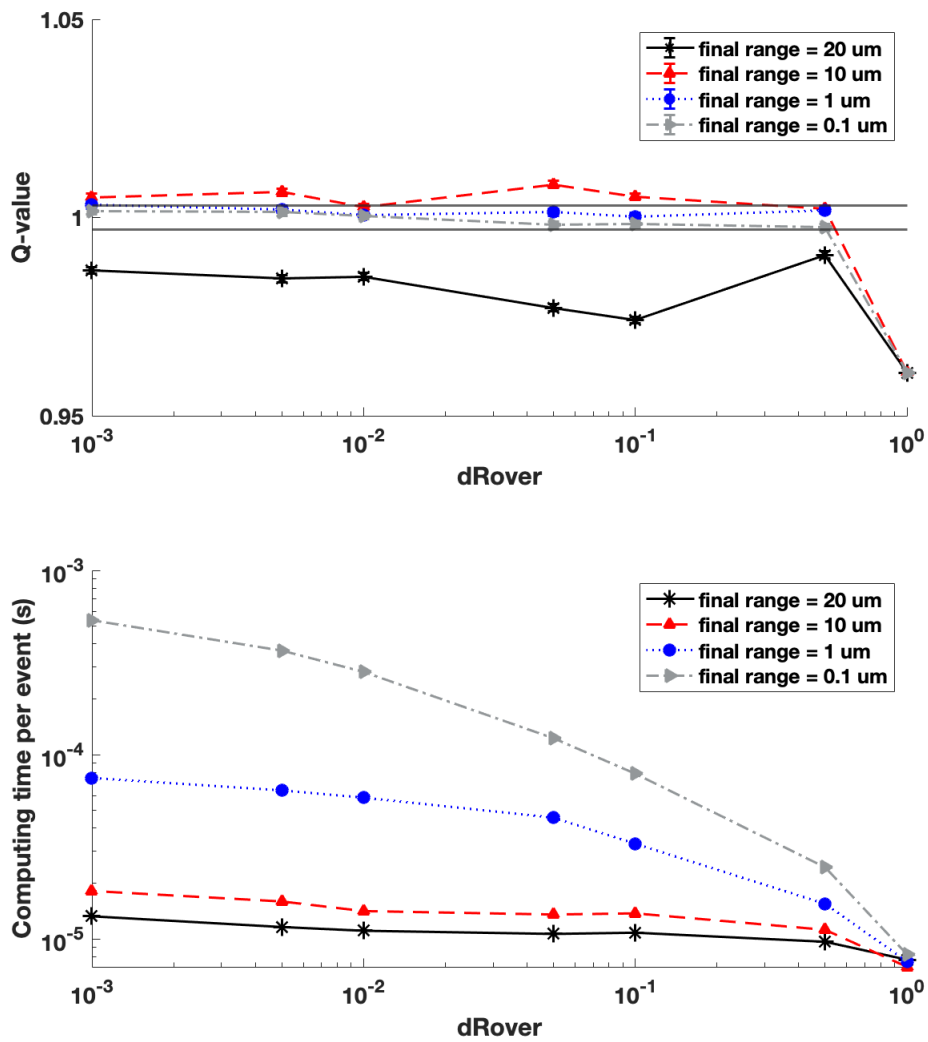 1.05
final range = 20 um
final range = 10 um
final range = 1 um
final range = 0.1 um
Q-value
1
0.95
10^-3
10^-2
10^-1
10^0
dRover
10^-3
final range = 20 um
final range = 10 um
final range = 1 um
final range = 0.1 um
Computing time per event (s)
10^-4
10^-5
10^-3
10^-2
10^-1
10^0
dRover